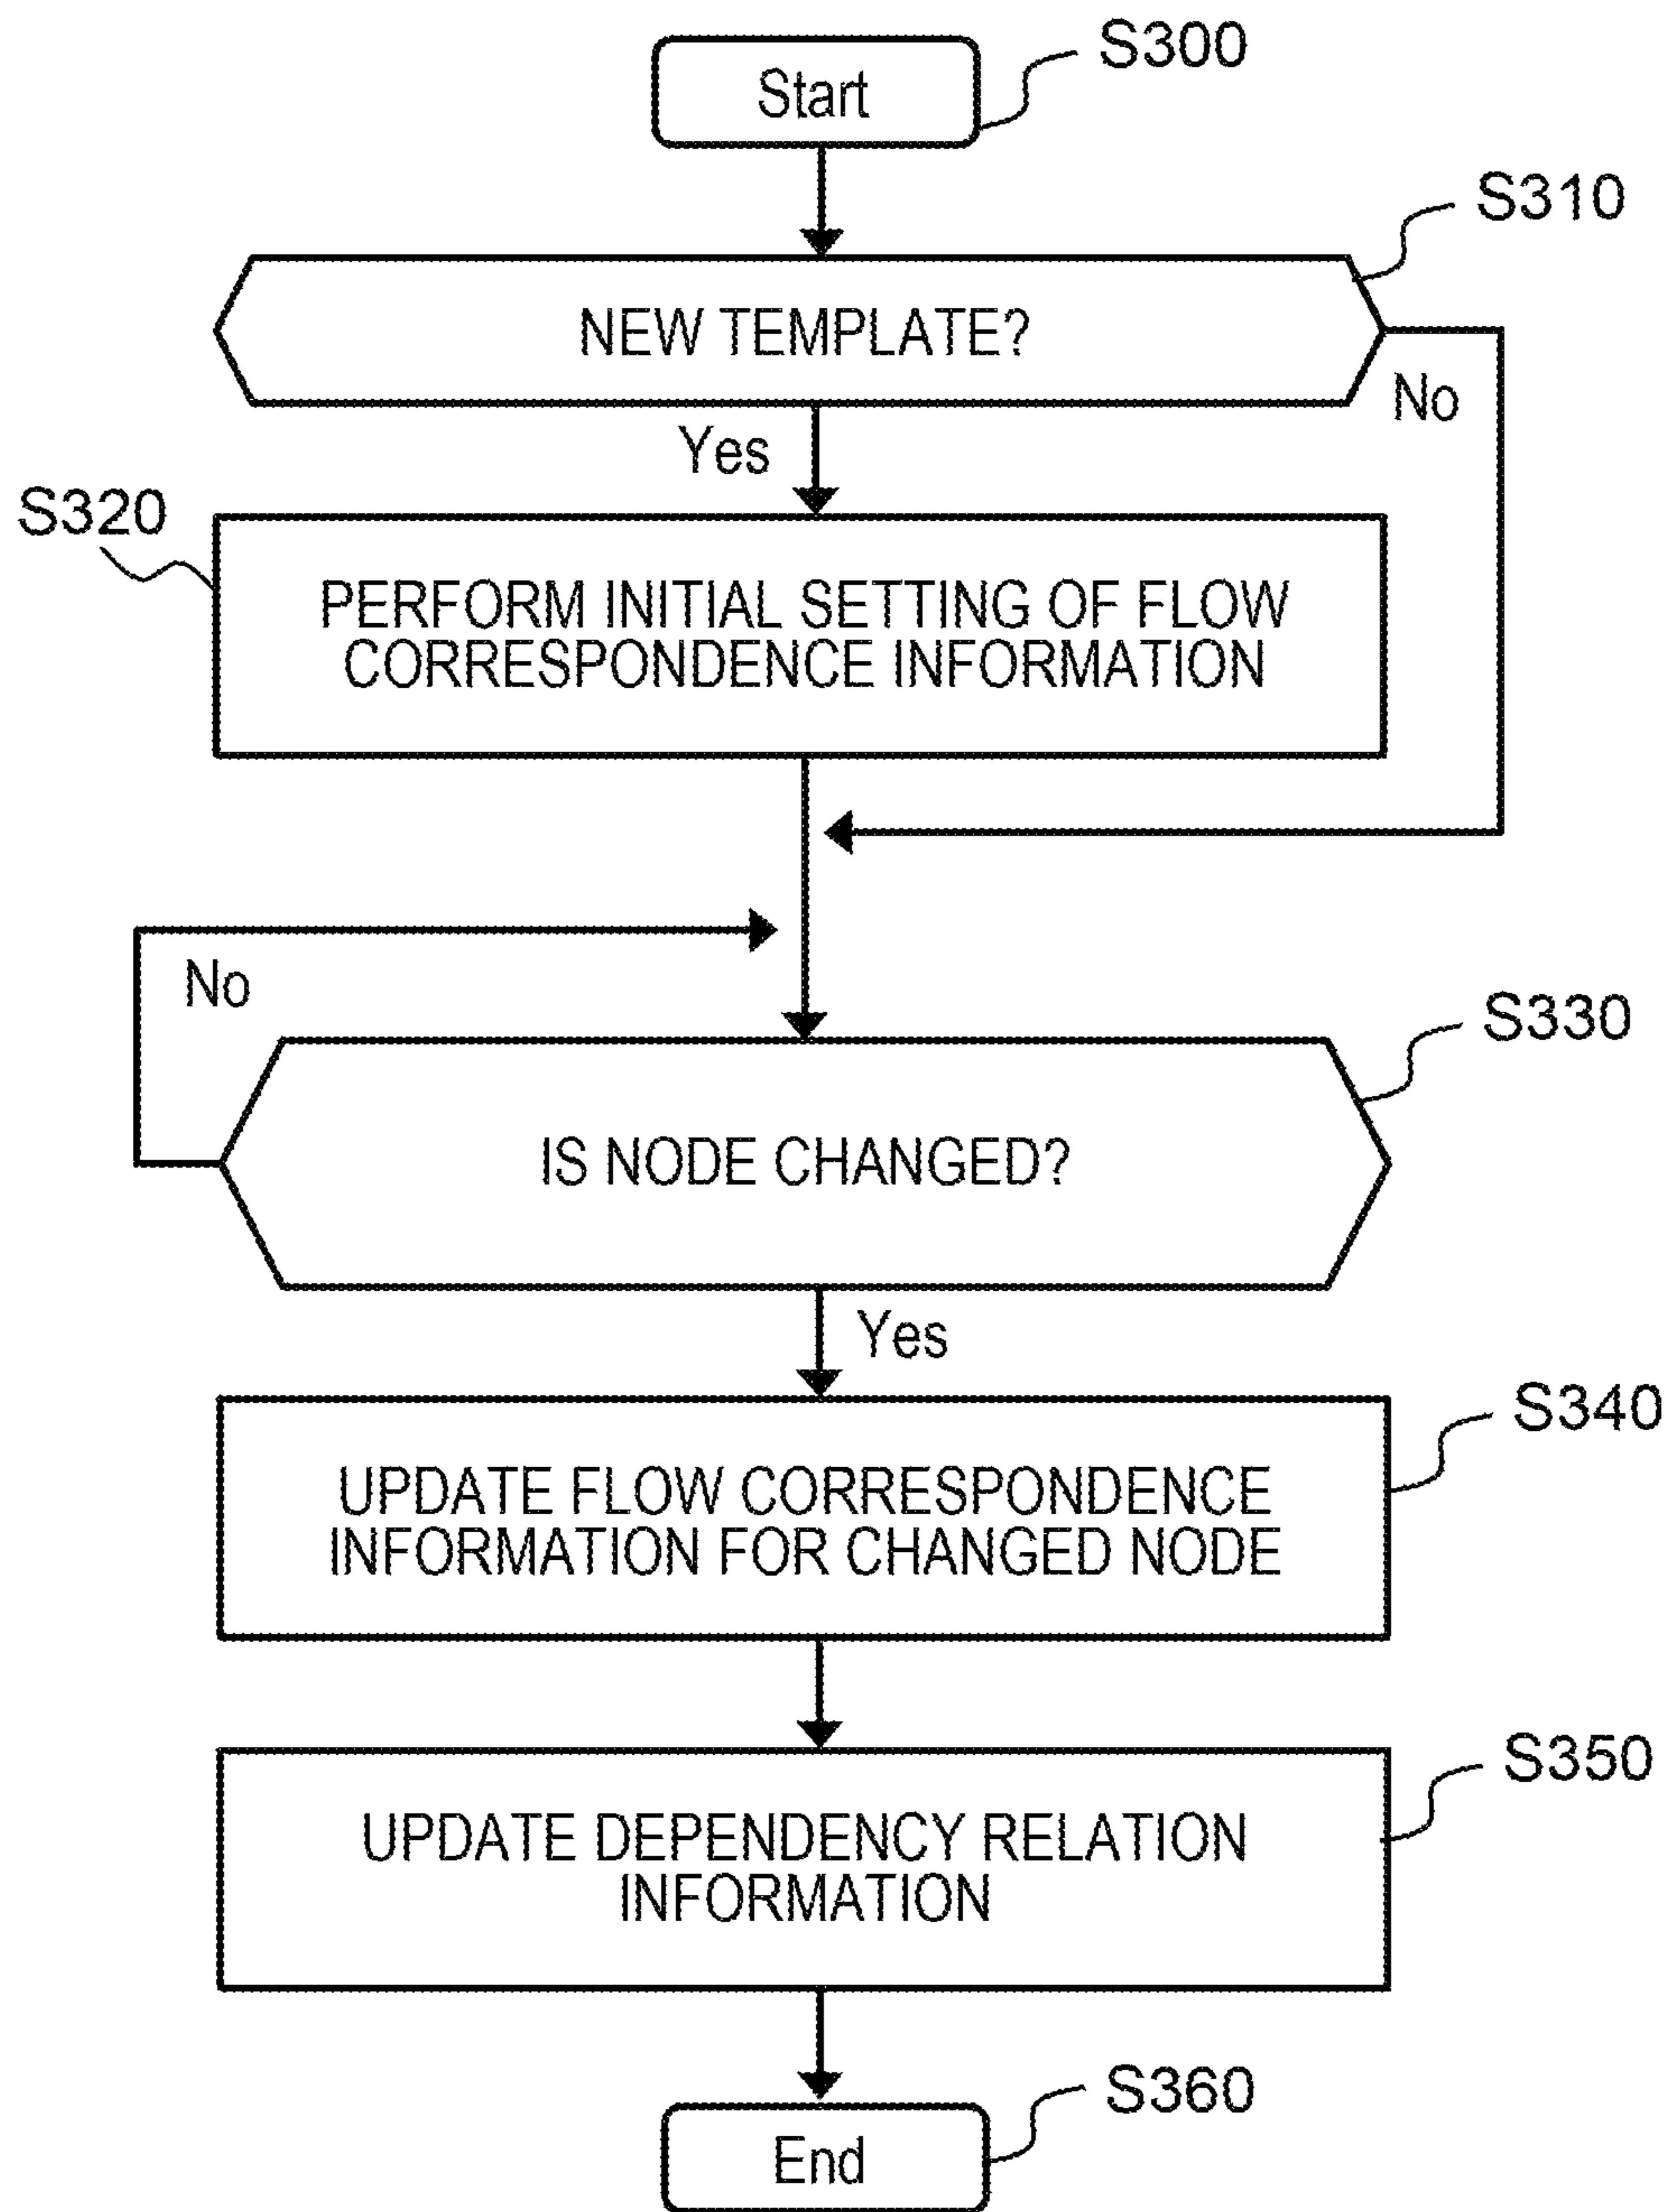 S300
Start
S310
NEW TEMPLATE?
No
Yes
S320
PERFORM INITIAL SETTING OF FLOW
CORRESPONDENCE INFORMATION
No
S330
IS NODE CHANGED?
Yes
S340
UPDATE FLOW CORRESPONDENCE
INFORMATION FOR CHANGED NODE
S350
UPDATE DEPENDENCY RELATION
INFORMATION
S360
End